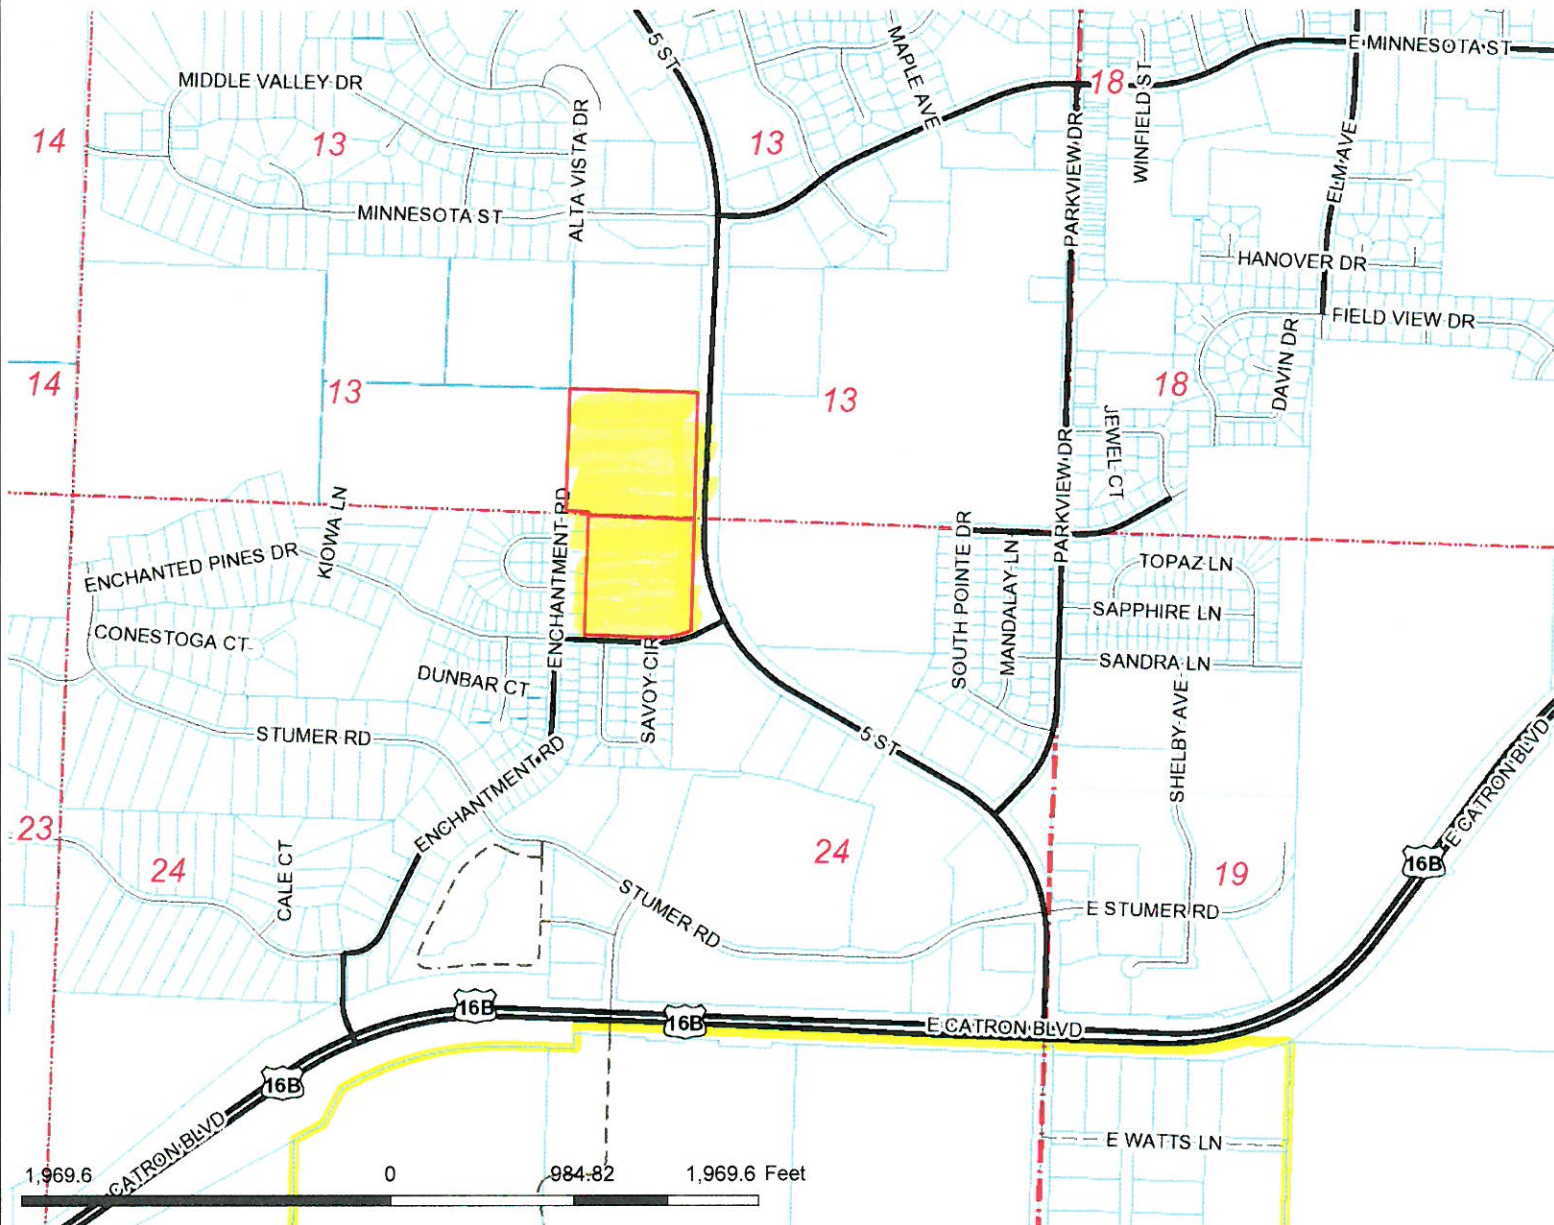 5 ST
MAPLE AVE
E MINNESOTA ST
MIDDLE VALLEY DR
18
WINFIELD ST
14
13
ALTA VISTA DR
13
PARKVIEW DR
ELM AVE
MINNESOTA ST
HANOVER DR
FIELD VIEW DR
DAVIN DR
14
13
13
18
JEWEL CT
PARKVIEW DR
KIOWA LN
ENCHANTMENT RD
SOUTH POINTE DR
MANDALAY LN
TOPAZ LN
ENCHANTED PINES DR
SAPPHIRE LN
CONESTOGA CT
SANDRA LN
DUNBAR CT
SAVOY CIR
SHELBY AVE
STUMER RD
5 ST
ENCHANTMENT RD
E CATRON BLVD
23
24
CALE CT
24
16B
19
STUMER RD
E STUMER RD
16B
16B
E CATRON BLVD
16B
CATRON BLVD
E WATTS LN
1,969.6 0 984.82 1,969.6 Feet